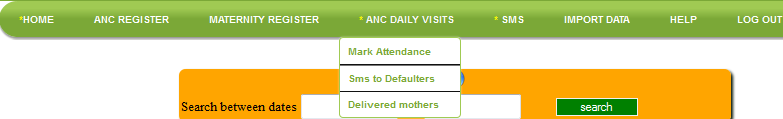 *HOME ANC REGISTER MATERNITY REGISTER * ANC DAILY VISITS * SMS IMPORT DATA HELP LOG OUT
Mark Attendance
Sms to Defaulters
Search between dates search
Delivered mothers